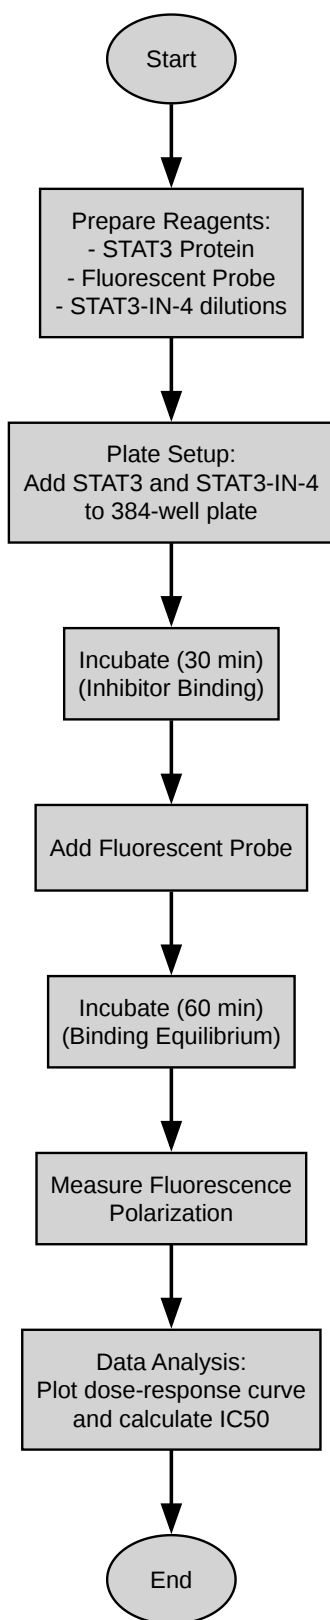 Start
Prepare Reagents:
- STAT3 Protein
- Fluorescent Probe
- STAT3-IN-4 dilutions
Plate Setup:
Add STAT3 and STAT3-IN-4
to 384-well plate
Incubate (30 min)
(Inhibitor Binding)
Add Fluorescent Probe
Incubate (60 min)
(Binding Equilibrium)
Measure Fluorescence
Polarization
Data Analysis:
Plot dose-response curve
and calculate IC50
End